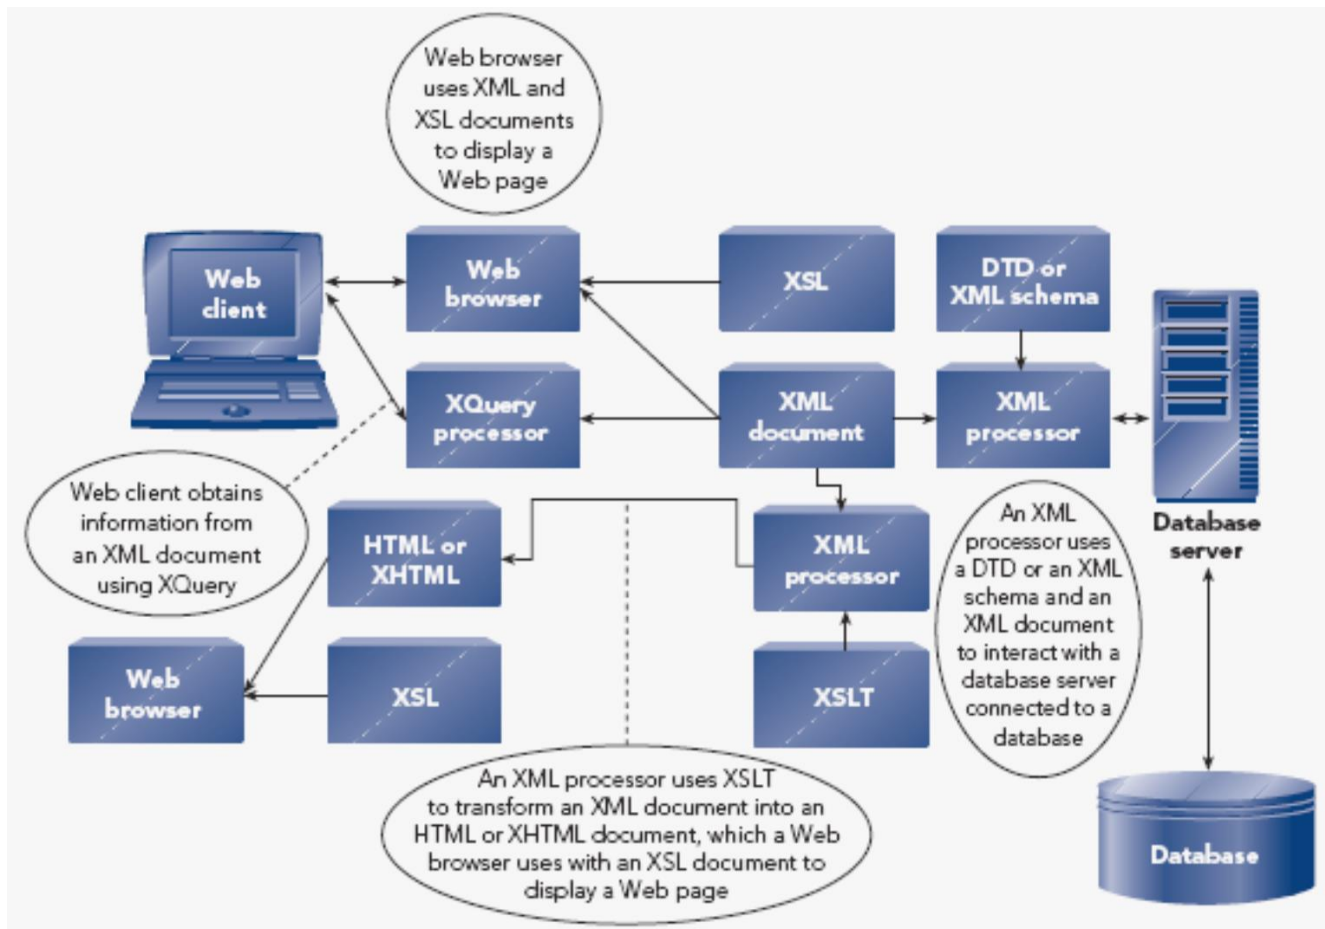 Web browser
uses XML and
XSL documents
to display a
Web page
Web
client
Web
browser
XSL
DTD or
XML schema
XQuery
processor
XML
document
XML
processor
Web client obtains
information from
an XML document
using XQuery
HTML or
XHTML
XML
processor
An XML
processor uses
a DTD or an XML
schema and an
XML document
to interact with a
database server
connected to a
database
Database
server
Web
browser
XSL
XSLT
An XML processor uses XSLT
to transform an XML document into an
HTML or XHTML document, which a Web
browser uses with an XSL document to
display a Web page
Database